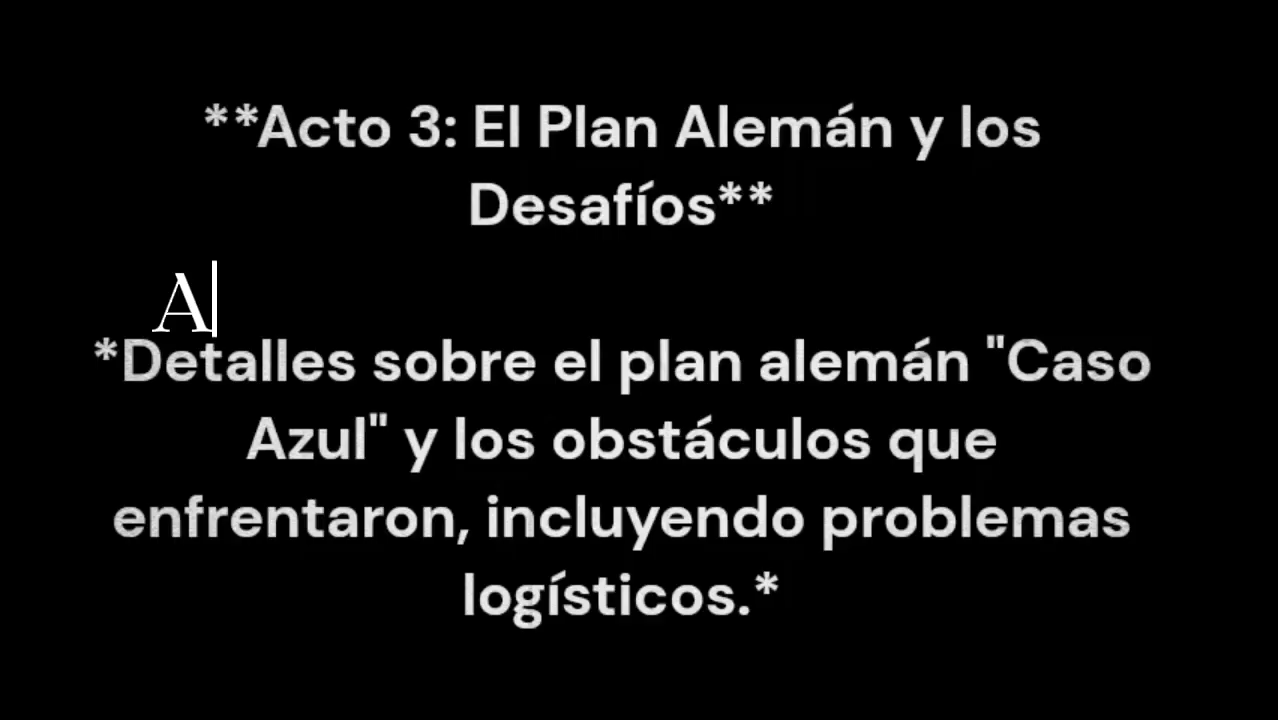 **Acto 3: El Plan Alemán y los
Desafíos**
A
*Detalles sobre el plan alemán "Caso
Azul" y los obstáculos que
enfrentaron, incluyendo problemas
logísticos.*